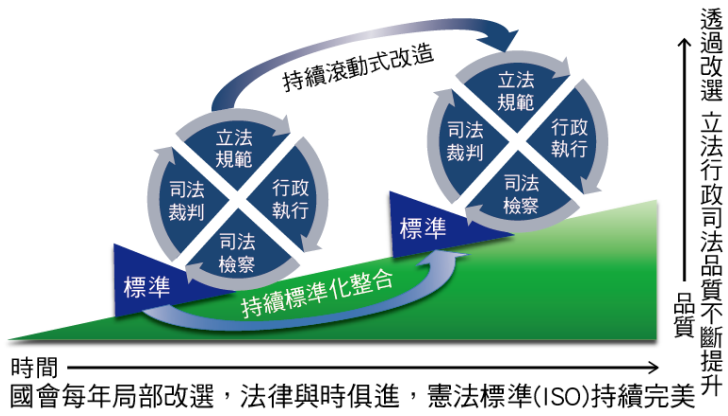 持續滾動式改造
立法
規範
行政
執行
司法
檢察
司法
裁判
標準
立法
規範
行政
執行
司法
檢察
司法
裁判
標準
持續標準化整合
透過改選 立法行政司法品質不斷提升
品質
時間
國會每年局部改選，法律與時俱進，憲法標準(ISO)持續完美